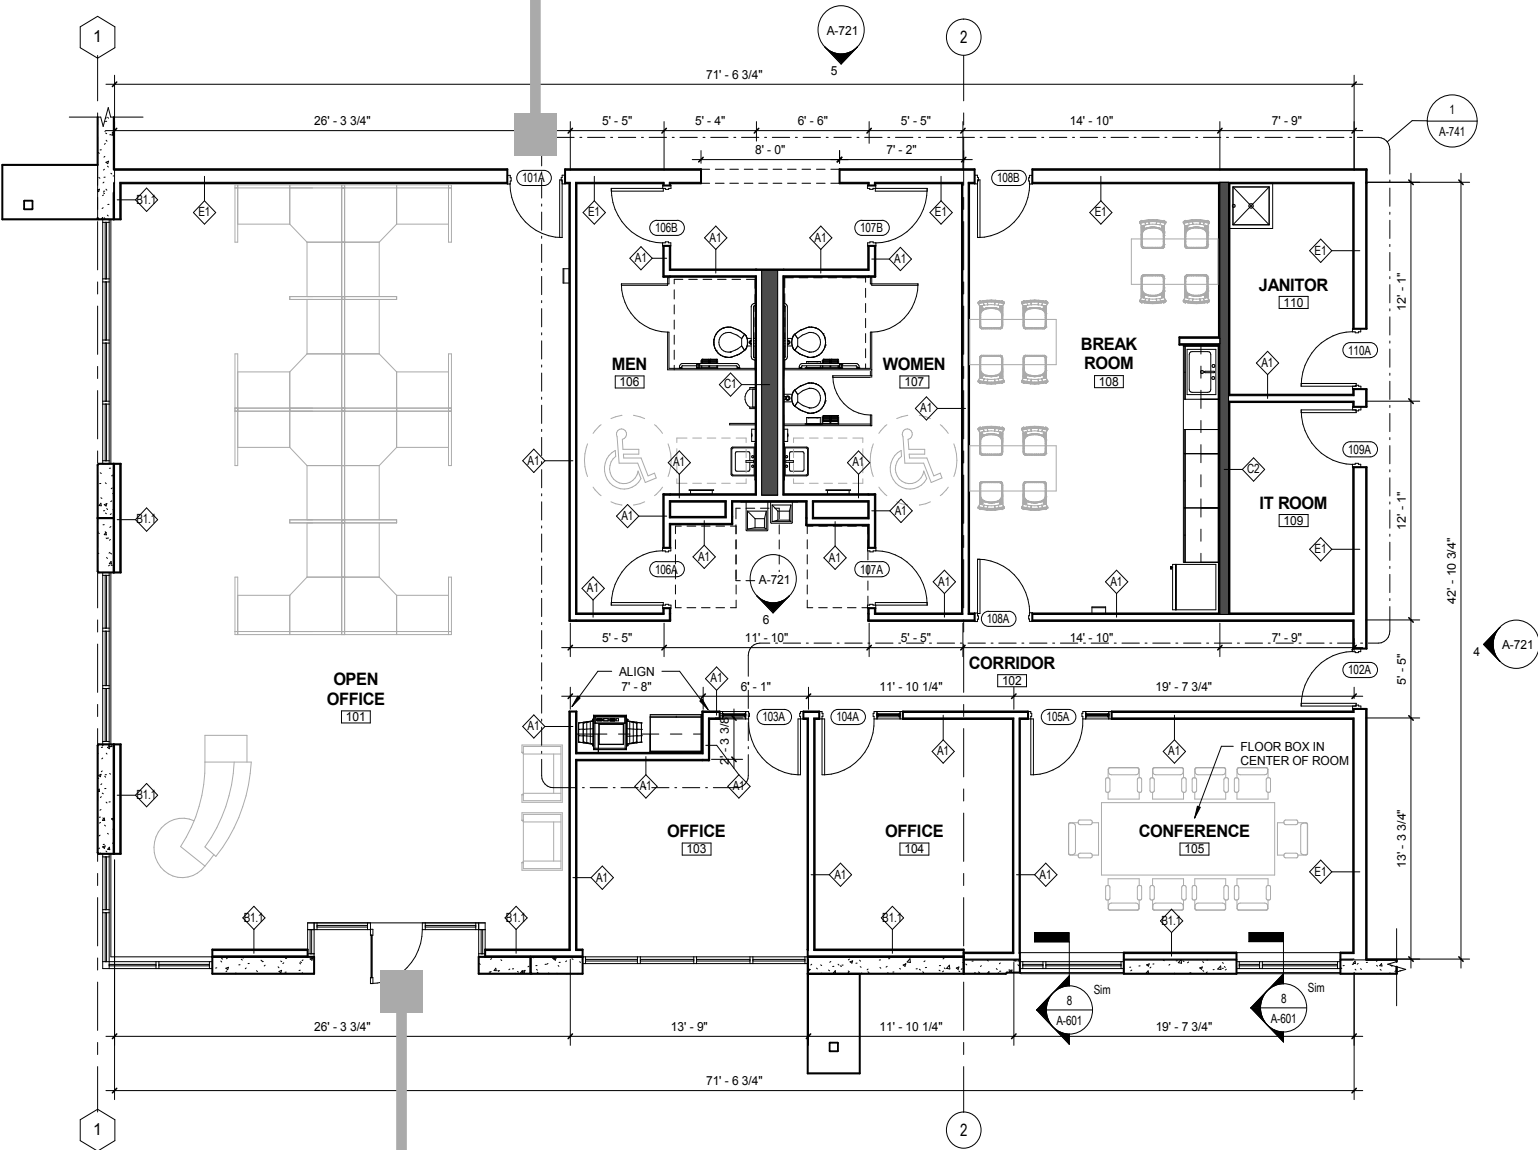 1
A-721
5
2
71' - 6 3/4"
1
A-741
26' - 3 3/4"
5' - 5"
5' - 4"
6' - 6"
5' - 5"
14' - 10"
7' - 9"
8' - 0"
7' - 2"
101A
108B
B1.1
E1
E1
E1
E1
106B
107B
A1
A1
E1
A1
A1
JANITOR
110
12' - 1"
BREAK
ROOM
108
110A
MEN
106
WOMEN
107
A1
C1
A1
109A
A1
A1
A1
C2
IT ROOM
109
B1.1
A1
A1
12' - 1"
E1
A1
A1
106A
A-721
6
107A
42' - 10 3/4"
A1
A1
A1
108A
5' - 5"
11' - 10"
5' - 5"
14' - 10"
7' - 9"
4
A-721
CORRIDOR
102
102A
5' - 5"
OPEN
OFFICE
101
ALIGN
7' - 8"
A1
6' - 1"
11' - 10 1/4"
19' - 7 3/4"
A1
103A
104A
105A
2' - 3 3/8"
A1
A1
FLOOR BOX IN
CENTER OF ROOM
A1
A1
B1.1
OFFICE
103
OFFICE
104
CONFERENCE
105
13' - 3 3/4"
A1
A1
A1
E1
B1.1
B1.1
B1.1
B1.1
8
A-601
Sim
8
A-601
Sim
26' - 3 3/4"
13' - 9"
11' - 10 1/4"
19' - 7 3/4"
71' - 6 3/4"
1
2